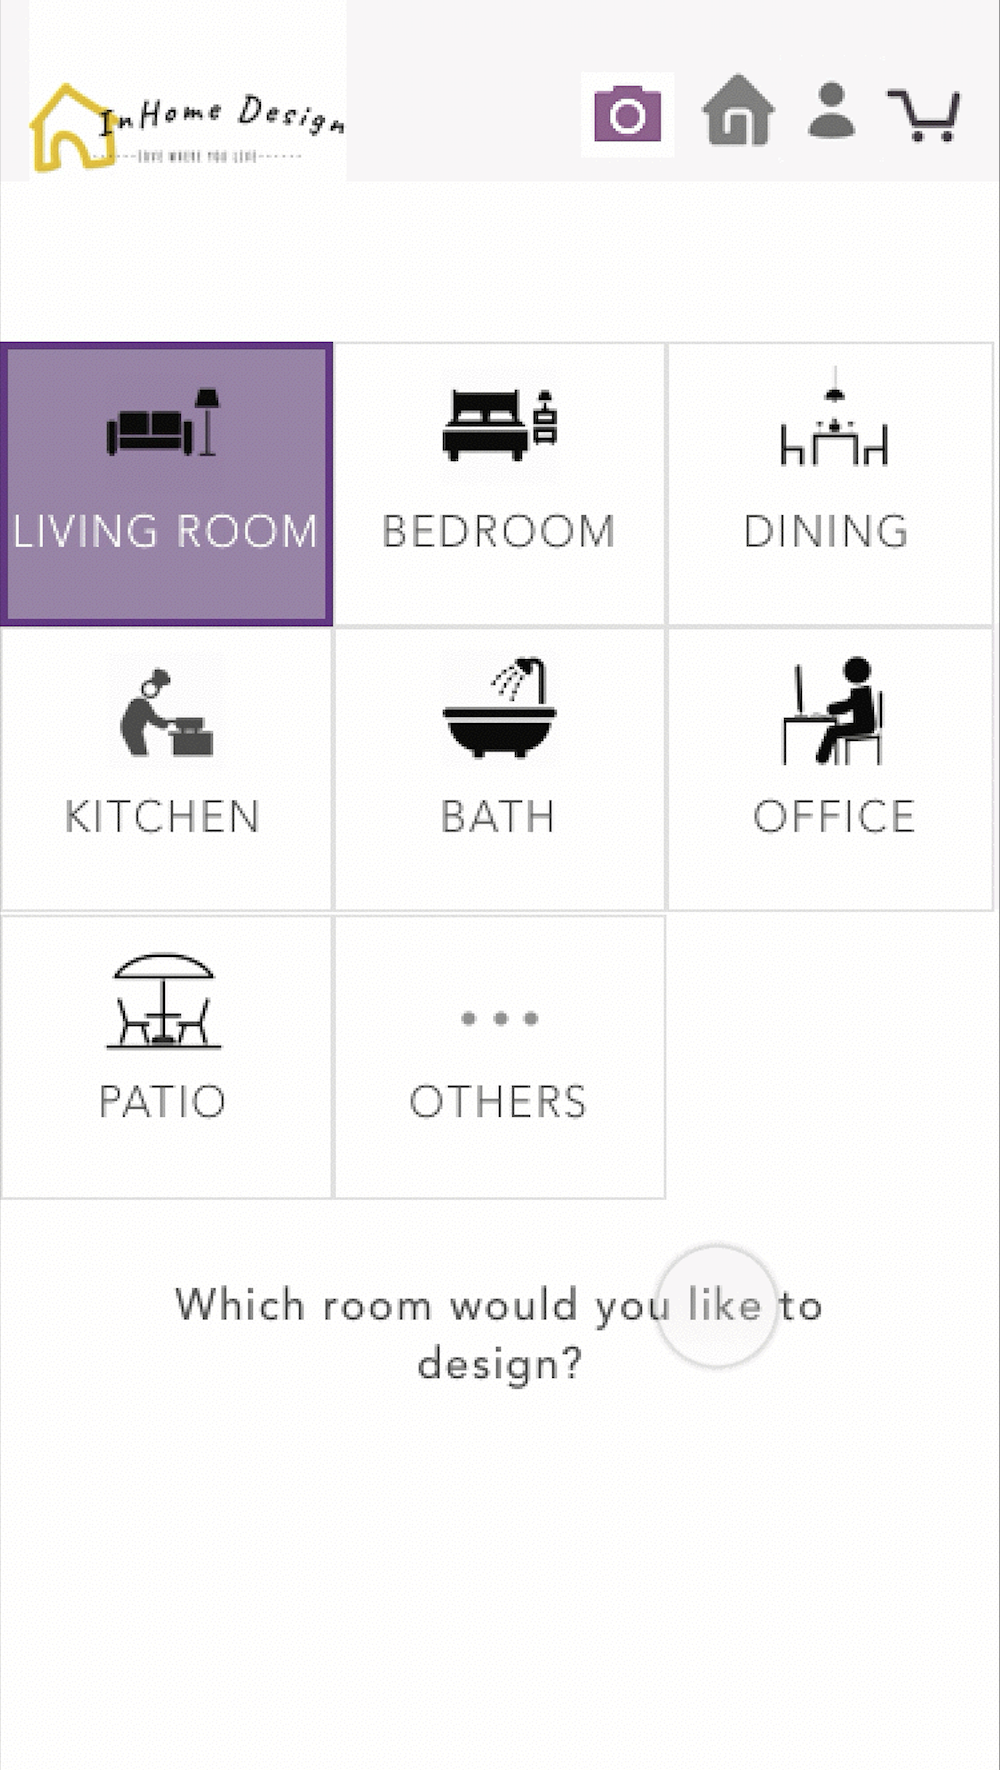 InHome Design
LOVE WHERE YOU LIVE
LIVING ROOM
BEDROOM
DINING
KITCHEN
BATH
OFFICE
PATIO
OTHERS
Which room would you like to
design?